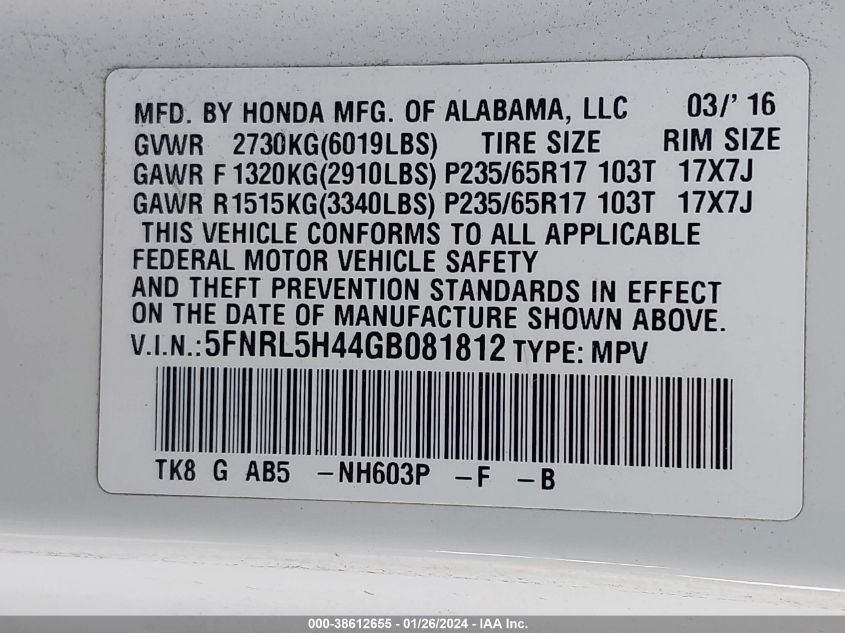 MFD. BY HONDA MFG. OF ALABAMA, LLC 03/' 16
GVWR 2730KG(6019LBS) TIRE SIZE RIM SIZE
GAWR F 1320KG(2910LBS) P235/65R17 103T 17X7J
GAWR R 1515KG(3340LBS) P235/65R17 103T 17X7J
THIS VEHICLE CONFORMS TO ALL APPLICABLE
FEDERAL MOTOR VEHICLE SAFETY
AND THEFT PREVENTION STANDARDS IN EFFECT
ON THE DATE OF MANUFACTURE SHOWN ABOVE.
V.I.N.: 5FNRL5H44GB081812 TYPE: MPV
TK8 G AB5 -NH603P -F -B
000-38612655 - 01/26/2024 - IAA Inc.